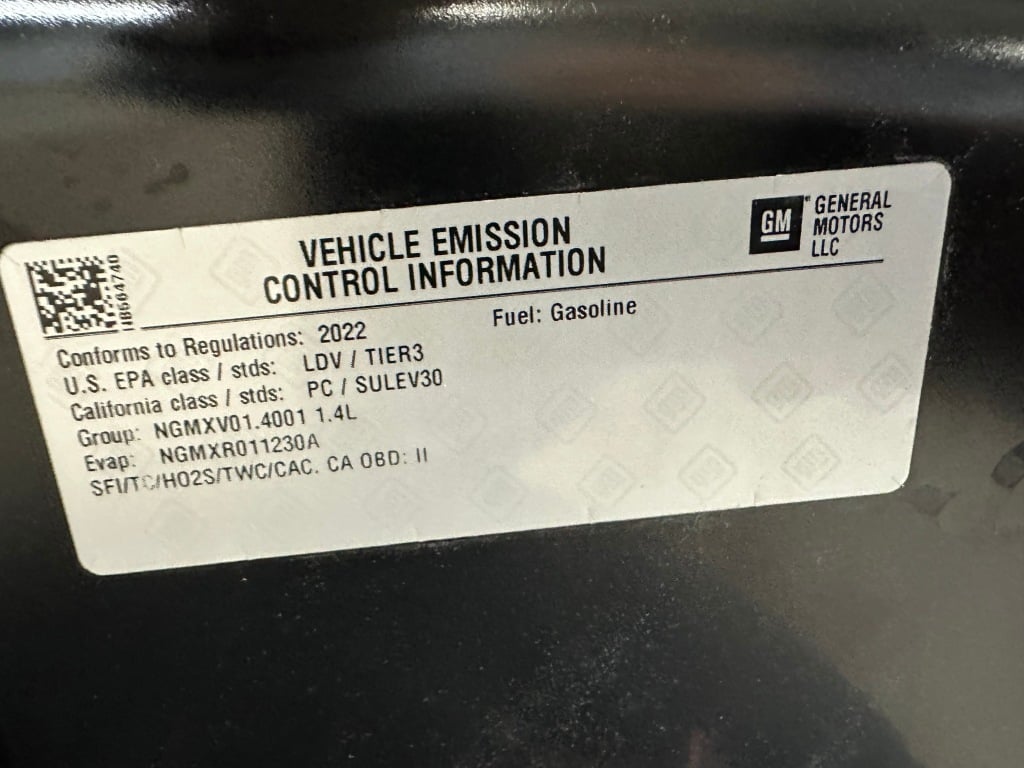 VEHICLE EMISSION
CONTROL INFORMATION
GM
GENERAL
MOTORS
LLC
Conforms to Regulations: 2022
Fuel: Gasoline
U.S. EPA class / stds: LDV / TIER3
California class / stds: PC / SULEV30
Group: NGMXV01.4001 1.4L
Evap: NGMXR011230A
SFI/TC/HO2S/TWC/CAC. CA OBD: II